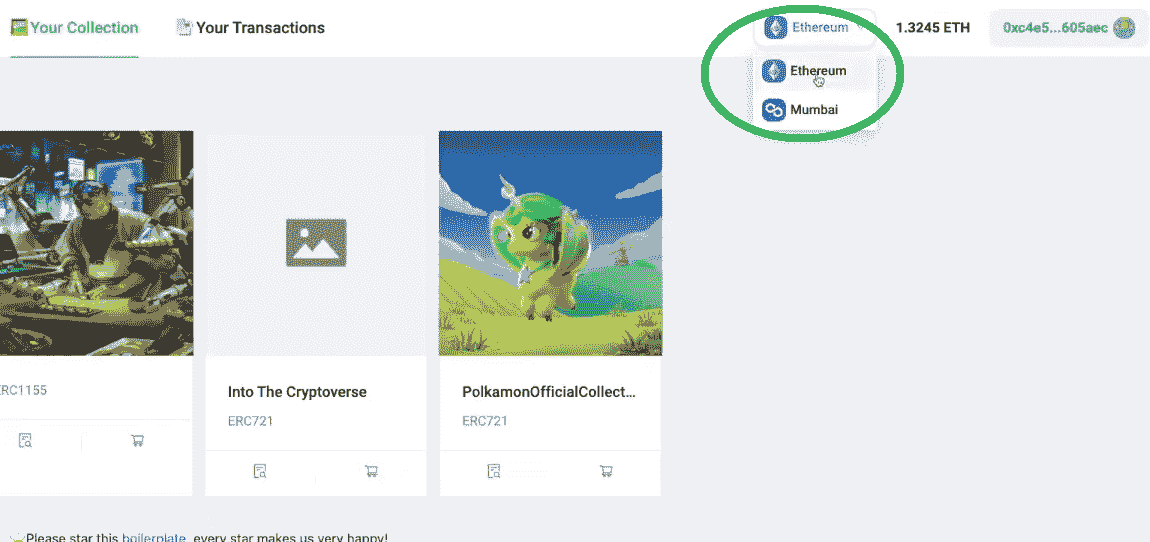 Your Collection
Your Transactions
Ethereum
1.3245 ETH
0xc4e5...605aec
Ethereum
Mumbai
ERC1155
Into The Cryptoverse
PolkamonOfficialCollect...
ERC721
ERC721
Please star this boilerplate, every star makes us very happy!